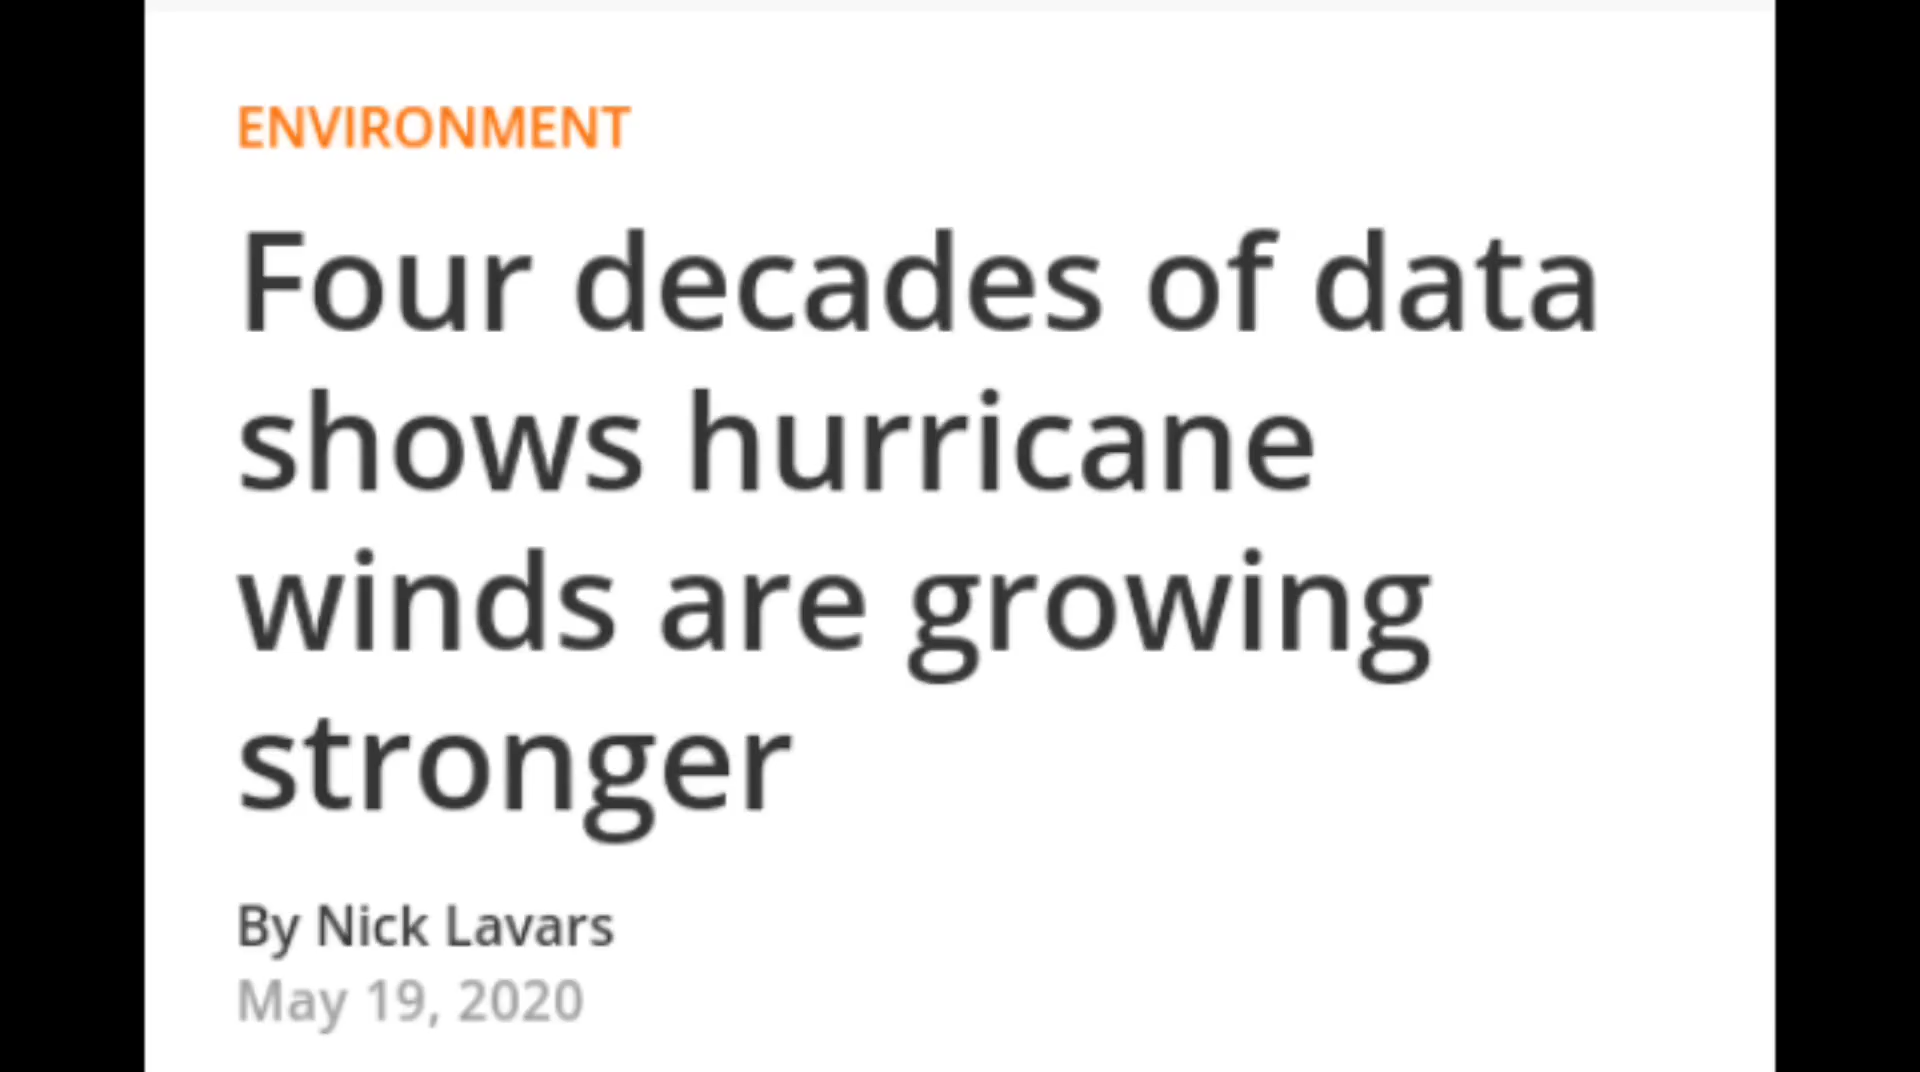 ENVIRONMENT
Four decades of data
shows hurricane
winds are growing
stronger
By Nick Lavars
May 19, 2020